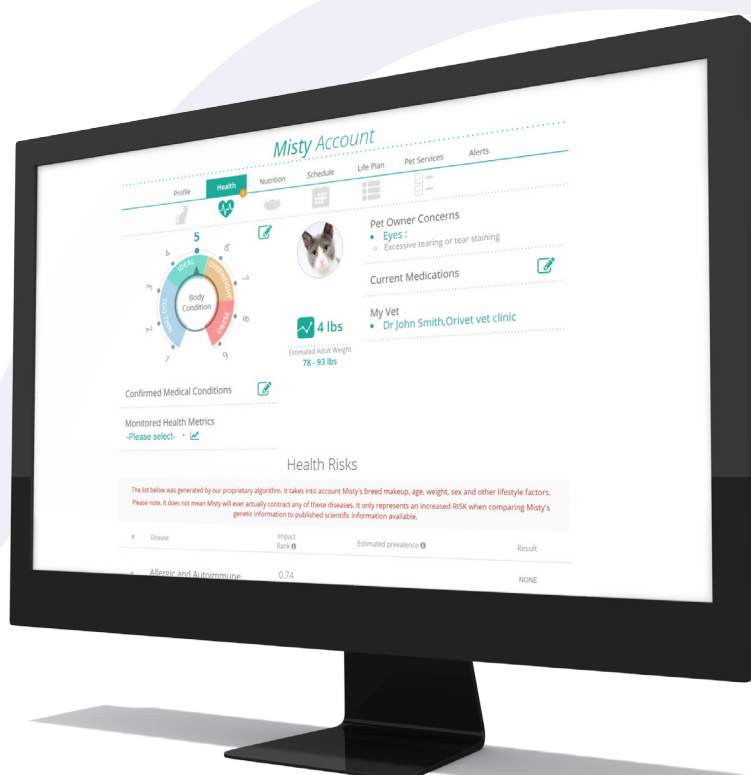 Misty Account
Profile
Health
Nutrition
Schedule
Life Plan
Pet Services
Alerts
1
2
3
4
5
6
7
8
9
TOO THIN
IDEAL
OVERWEIGHT
OBESE
Body
Condition
4 lbs
Estimated Adult Weight
78 - 93 lbs
Pet Owner Concerns
Eyes :
Excessive tearing or tear staining
Current Medications
My Vet
Dr John Smith,Orivet vet clinic
Confirmed Medical Conditions
Monitored Health Metrics
-Please select-
Health Risks
The list below was generated by our proprietary algorithm. It takes into account Misty's breed makeup, age, weight, sex and other lifestyle factors.
Please note. It does not mean Misty will ever actually contract any of these diseases. It only represents an increased RISK when comparing Misty's
genetic information to published scientific information available.
# Disease Impact Estimated prevalence Result
Rank
Allergic and Autoimmune 0.74 NONE